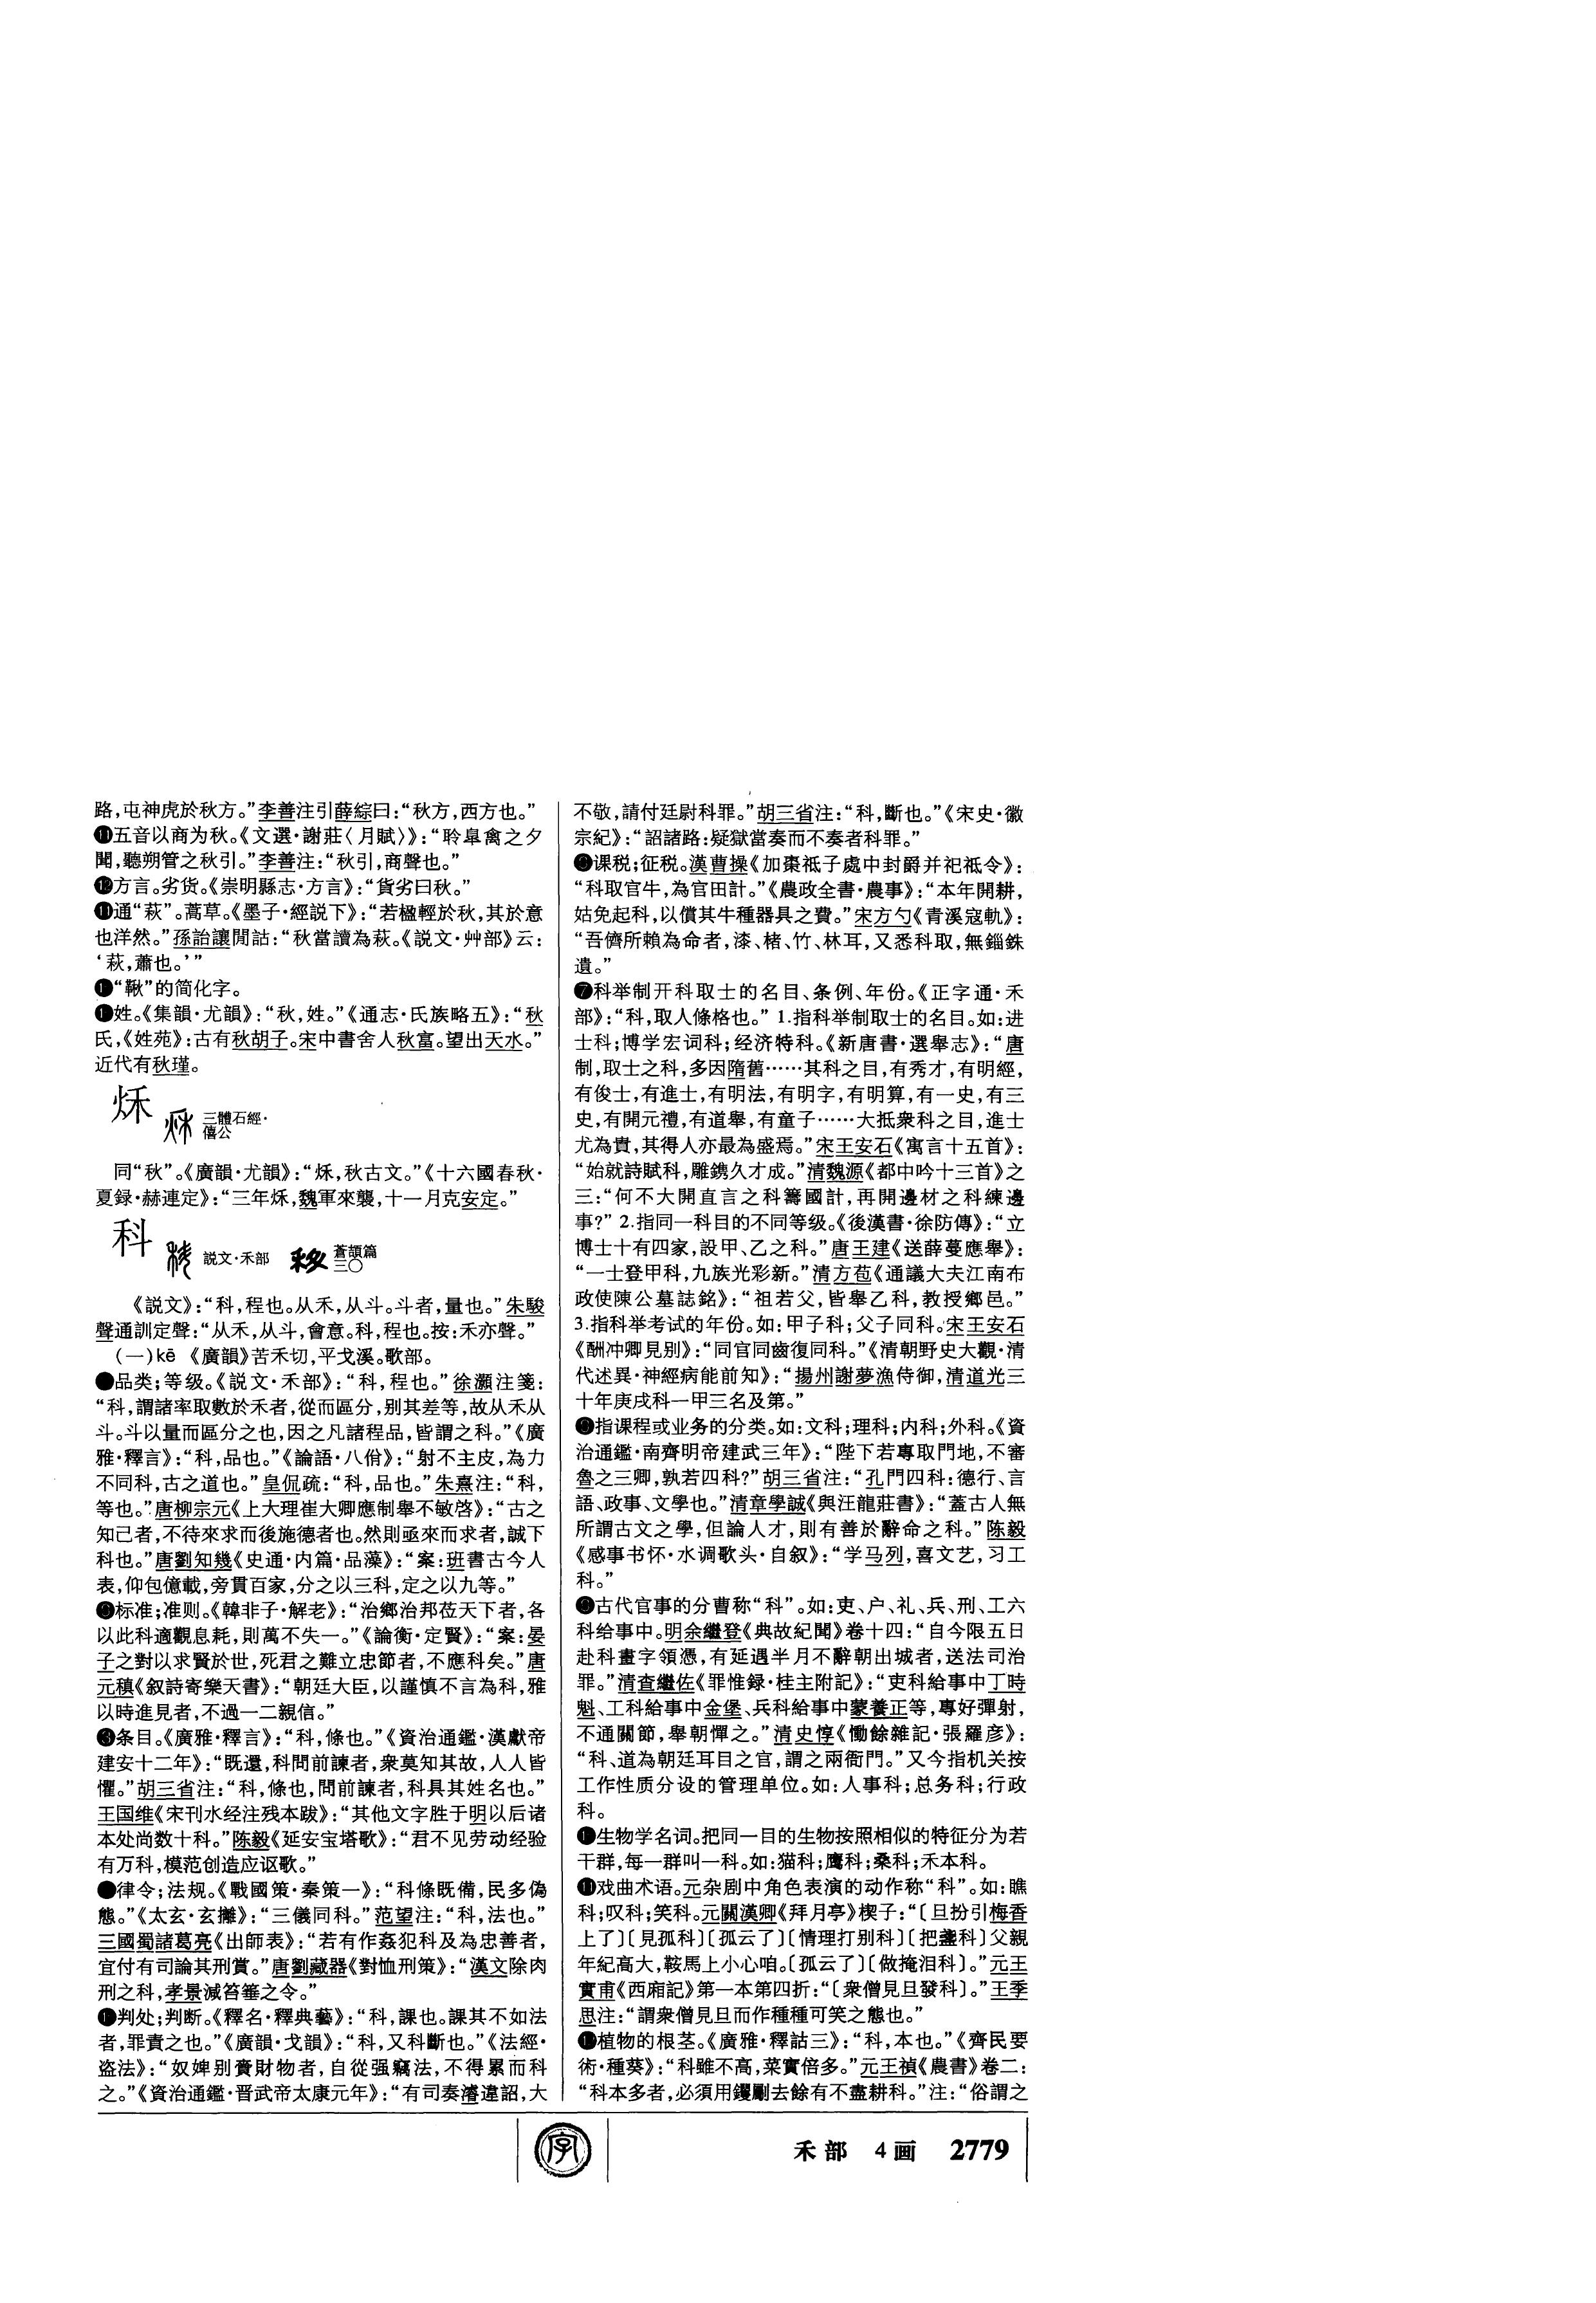 路，屯神虎於秋方。”李善注引薛綜曰：“秋方，西方也。”
⓫五音以商为秋。《文選·謝莊〈月賦〉》：“聆皐禽之夕
聞，聽朔管之秋引。”李善注：“秋引，商聲也。”
⓬方言。劣货。《崇明縣志·方言》：“貨劣曰秋。”
⓫通“萩”。蒿草。《墨子·經説下》：“若楹輕於秋，其於意
也洋然。”孫詒讓閒詁：“秋當讀為萩。《説文·艸部》云：
‘萩，蕭也。’”
❶“鞦”的简化字。
❶姓。《集韻·尤韻》：“秋，姓。”《通志·氏族略五》：“秋
氏，《姓苑》：古有秋胡子。宋中書舍人秋富。望出天水。”
近代有秋瑾。
秌
三體石經·
僖公
同“秋”。《廣韻·尤韻》：“秌，秋古文。”《十六國春秋·
夏録·赫連定》：“三年秌，魏軍來襲，十一月克安定。”
科
説文·禾部
蒼頡篇
三〇
《説文》：“科，程也。从禾，从斗。斗者，量也。”朱駿
聲通訓定聲：“从禾，从斗，會意。科，程也。按：禾亦聲。”
(一)kē 《廣韻》苦禾切，平戈溪。歌部。
●品类；等级。《説文·禾部》：“科，程也。”徐灝注箋：
“科，謂諸率取數於禾者，從而區分，别其差等，故从禾从
斗。斗以量而區分之也，因之凡諸程品，皆謂之科。”《廣
雅·釋言》：“科，品也。”《論語·八佾》：“射不主皮，為力
不同科，古之道也。”皇侃疏：“科，品也。”朱熹注：“科，
等也。”唐柳宗元《上大理崔大卿應制舉不敏啓》：“古之
知己者，不待來求而後施德者也。然則亟來而求者，誠下
科也。”唐劉知幾《史通·内篇·品藻》：“案：班書古今人
表，仰包億載，旁貫百家，分之以三科，定之以九等。”
●标准；准则。《韓非子·解老》：“治鄉治邦莅天下者，各
以此科適觀息耗，則萬不失一。”《論衡·定賢》：“案：晏
子之對以求賢於世，死君之難立忠節者，不應科矣。”唐
元稹《叙詩寄樂天書》：“朝廷大臣，以謹慎不言為科，雅
以時進見者，不過一二親信。”
❸条目。《廣雅·釋言》：“科，條也。”《資治通鑑·漢獻帝
建安十二年》：“既還，科問前諫者，衆莫知其故，人人皆
懼。”胡三省注：“科，條也，問前諫者，科具其姓名也。”
王国维《宋刊水经注残本跋》：“其他文字胜于明以后诸
本处尚数十科。”陈毅《延安宝塔歌》：“君不见劳动经验
有万科，模范创造应讴歌。”
●律令；法规。《戰國策·秦策一》：“科條既備，民多偽
態。”《太玄·玄攡》：“三儀同科。”范望注：“科，法也。”
三國蜀諸葛亮《出師表》：“若有作姦犯科及為忠善者，
宜付有司論其刑賞。”唐劉藏器《對恤刑策》：“漢文除肉
刑之科，孝景減笞箠之令。”
❶判处；判断。《釋名·釋典藝》：“科，課也。課其不如法
者，罪責之也。”《廣韻·戈韻》：“科，又科斷也。”《法經·
盗法》：“奴婢别賫財物者，自從强竊法，不得累而科
之。”《資治通鑑·晋武帝太康元年》：“有司奏濬違詔，大
不敬，請付廷尉科罪。”胡三省注：“科，斷也。”《宋史·徽
宗紀》：“詔諸路：疑獄當奏而不奏者科罪。”
●课税；征税。漢曹操《加棗祗子處中封爵并祀祗令》：
“科取官牛，為官田計。”《農政全書·農事》：“本年開耕，
姑免起科，以償其牛種器具之費。”宋方勺《青溪寇軌》：
“吾儕所賴為命者，漆、楮、竹、林耳，又悉科取，無錙銖
遺。”
❼科举制开科取士的名目、条例、年份。《正字通·禾
部》：“科，取人條格也。” 1.指科举制取士的名目。如：进
士科；博学宏词科；经济特科。《新唐書·選舉志》：“唐
制，取士之科，多因隋舊……其科之目，有秀才，有明經，
有俊士，有進士，有明法，有明字，有明算，有一史，有三
史，有開元禮，有道舉，有童子……大抵衆科之目，進士
尤為貴，其得人亦最為盛焉。”宋王安石《寓言十五首》：
“始就詩賦科，雕鐫久才成。”清魏源《都中吟十三首》之
三：“何不大開直言之科籌國計，再開邊材之科練邊
事？” 2.指同一科目的不同等级。《後漢書·徐防傳》：“立
博士十有四家，設甲、乙之科。”唐王建《送薛蔓應舉》：
“一士登甲科，九族光彩新。”清方苞《通議大夫江南布
政使陳公墓誌銘》：“祖若父，皆舉乙科，教授鄉邑。”
3.指科举考试的年份。如：甲子科；父子同科。宋王安石
《酬冲卿見别》：“同官同齒復同科。”《清朝野史大觀·清
代述異·神經病能前知》：“揚州謝夢漁侍御，清道光三
十年庚戌科一甲三名及第。”
●指课程或业务的分类。如：文科；理科；内科；外科。《資
治通鑑·南齊明帝建武三年》：“陛下若專取門地，不審
魯之三卿，孰若四科？”胡三省注：“孔門四科：德行、言
語、政事、文學也。”清章學誠《與汪龍莊書》：“蓋古人無
所謂古文之學，但論人才，則有善於辭命之科。”陈毅
《感事书怀·水调歌头·自叙》：“学马列，喜文艺，习工
科。”
●古代官事的分曹称“科”。如：吏、户、礼、兵、刑、工六
科给事中。明余繼登《典故紀聞》卷十四：“自今限五日
赴科畫字領憑，有延遇半月不辭朝出城者，送法司治
罪。”清查繼佐《罪惟録·桂主附記》：“吏科給事中丁時
魁、工科給事中金堡、兵科給事中蒙養正等，專好彈射，
不通關節，舉朝憚之。”清史惇《慟餘雜記·張羅彦》：
“科、道為朝廷耳目之官，謂之兩衙門。”又今指机关按
工作性质分设的管理单位。如：人事科；总务科；行政
科。
❶生物学名词。把同一目的生物按照相似的特征分为若
干群，每一群叫一科。如：猫科；鹰科；桑科；禾本科。
⓫戏曲术语。元杂剧中角色表演的动作称“科”。如：瞧
科；叹科；笑科。元關漢卿《拜月亭》楔子：“〔旦扮引梅香
上了〕〔見孤科〕〔孤云了〕〔情理打别科〕〔把盞科〕父親
年紀高大，鞍馬上小心咱。〔孤云了〕〔做掩泪科〕。”元王
實甫《西廂記》第一本第四折：“〔衆僧見旦發科〕。”王季
思注：“謂衆僧見旦而作種種可笑之態也。”
❶植物的根茎。《廣雅·釋詁三》：“科，本也。”《齊民要
術·種葵》：“科雖不高，菜實倍多。”元王禎《農書》卷二：
“科本多者，必須用钁劚去餘有不盡耕科。”注：“俗謂之
字
禾部 4画 2779